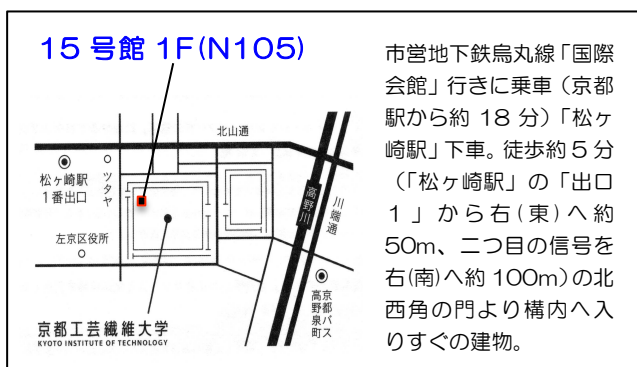 15 号館 1F(N105)
北山通
松ヶ崎駅
1番出口
ツタヤ
左京区役所
高野川
川端通
京都バス
高野泉町
京都工芸繊維大学
KYOTO INSTITUTE OF TECHNOLOGY
市営地下鉄烏丸線「国際
会館」行きに乗車（京都
駅から約 18 分）「松ヶ
崎駅」下車。徒歩約５分
（「松ヶ崎駅」の「出口
１」から右(東)へ約
50m、二つ目の信号を
右(南)へ約 100m）の北
西角の門より構内へ入
りすぐの建物。